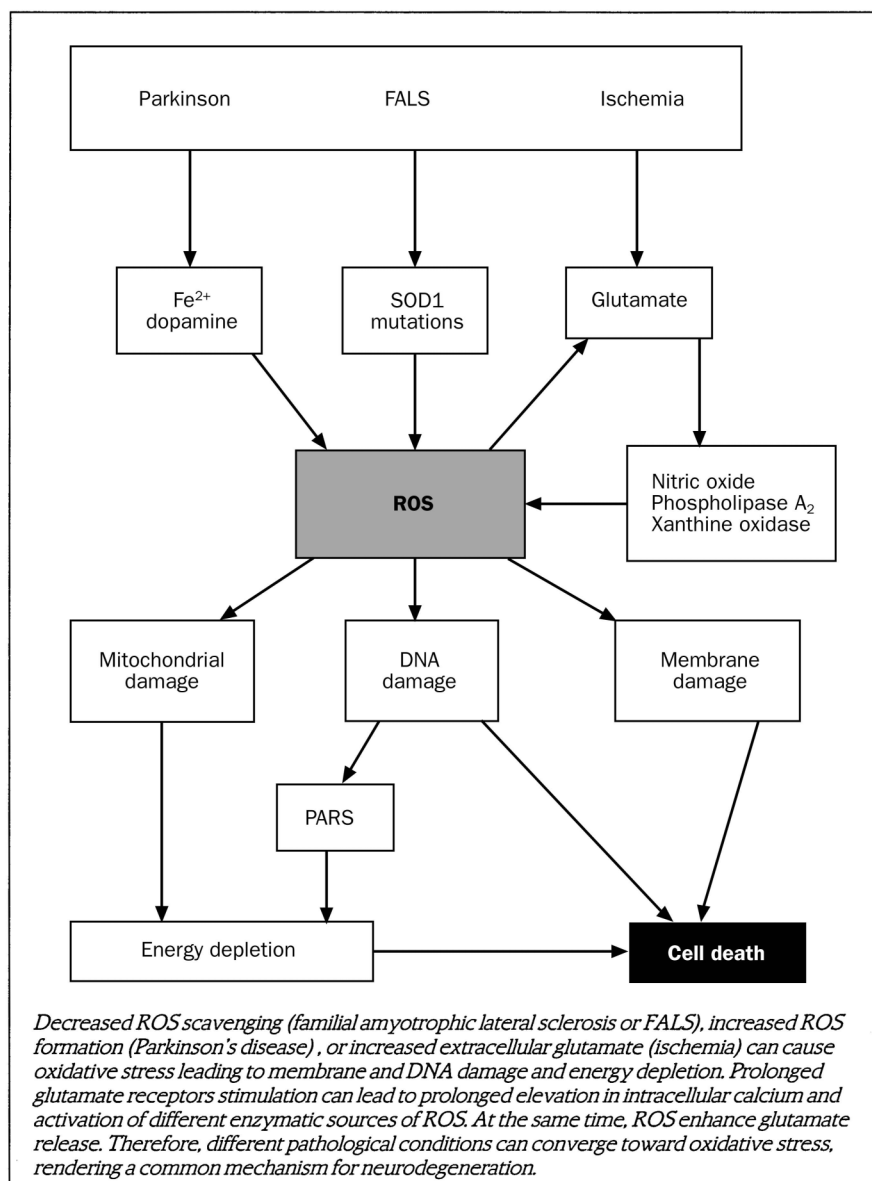 Parkinson FALS Ischemia
Fe²⁺
dopamine
SOD1
mutations
Glutamate
ROS
Nitric oxide
Phospholipase A₂
Xanthine oxidase
Mitochondrial
damage
DNA
damage
Membrane
damage
PARS
Energy depletion
Cell death
Decreased ROS scavenging (familial amyotrophic lateral sclerosis or FALS), increased ROS
formation (Parkinson's disease) , or increased extracellular glutamate (ischemia) can cause
oxidative stress leading to membrane and DNA damage and energy depletion. Prolonged
glutamate receptors stimulation can lead to prolonged elevation in intracellular calcium and
activation of different enzymatic sources of ROS. At the same time, ROS enhance glutamate
release. Therefore, different pathological conditions can converge toward oxidative stress,
rendering a common mechanism for neurodegeneration.